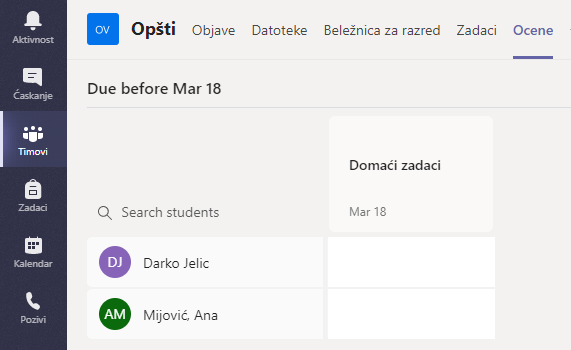 Aktivnost
Ćaskanje
Timovi
Zadaci
Kalendar
Pozivi
OV Opšti Objave Datoteke Beležnica za razred Zadaci Ocene
Due before Mar 18
Domaći zadaci
Mar 18
Search students
DJ Darko Jelic
AM Mijović, Ana